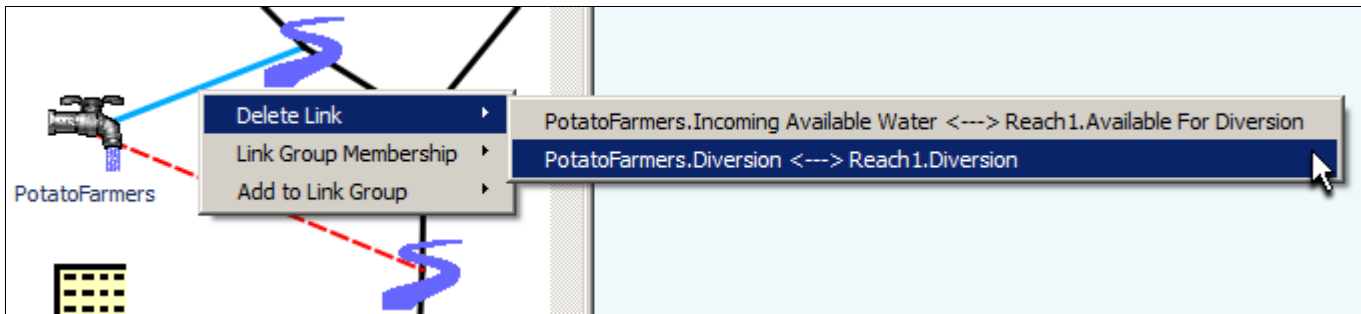 Delete Link
PotatoFarmers.Incoming Available Water <---> Reach1.Available For Diversion
Link Group Membership
PotatoFarmers.Diversion <---> Reach1.Diversion
Add to Link Group
PotatoFarmers